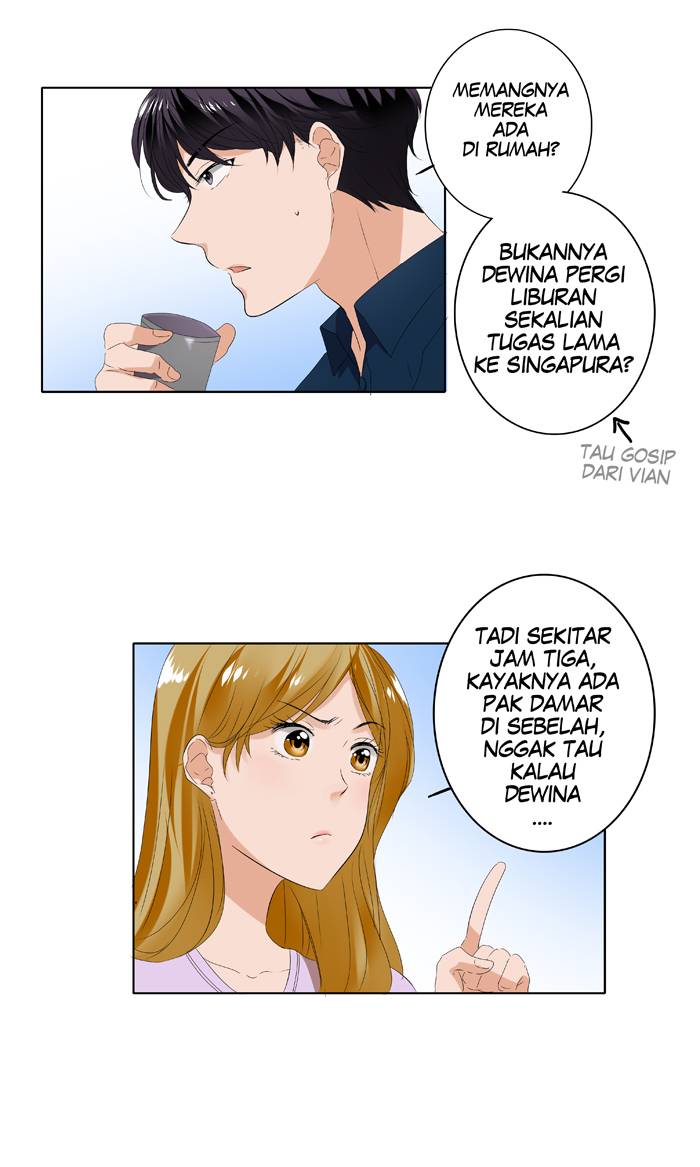 MEMANGNYA
MEREKA
ADA
DI RUMAH?
BUKANNYA
DEWINA PERGI
LIBURAN
SEKALIAN
TUGAS LAMA
KE SINGAPURA?
TAU GOSIP
DARI VIAN
TADI SEKITAR
JAM TIGA,
KAYAKNYA ADA
PAK DAMAR
DI SEBELAH,
NGGAK TAU
KALAU
DEWINA
....